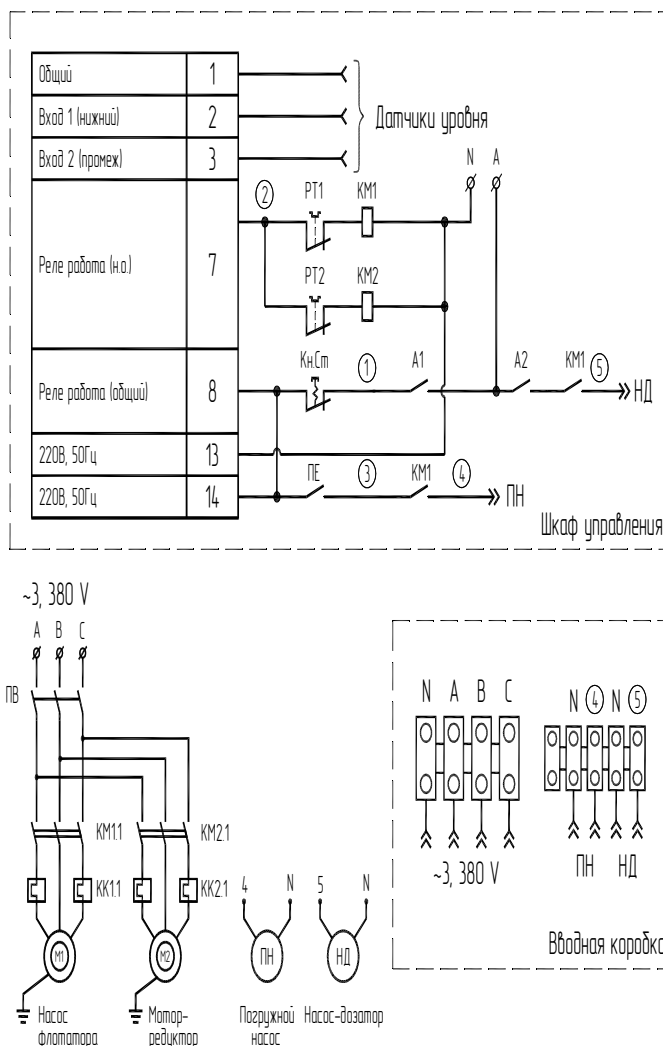 Общий 1
Вход 1 (нижний) 2
Вход 2 (промеж) 3
Датчики уровня
N A
2 РТ1 КМ1
Реле работа (н.о.) 7
РТ2 КМ2
Кн.Ст 1 А1 А2 КМ1 5
Реле работа (общий) 8
НД
220В, 50Гц 13
220В, 50Гц 14
ПЕ 3 КМ1 4
ПН
Шкаф управления
~3, 380 V
A B C
ПВ
КМ1.1 КМ2.1
КК1.1 КК2.1
М1 М2
4 N 5 N
ПН НД
Насос флотатора
Мотор-редуктор
Погружной насос
Насос-дозатор
N A B C
N 4 N 5
~3, 380 V
ПН НД
Вводная коробка